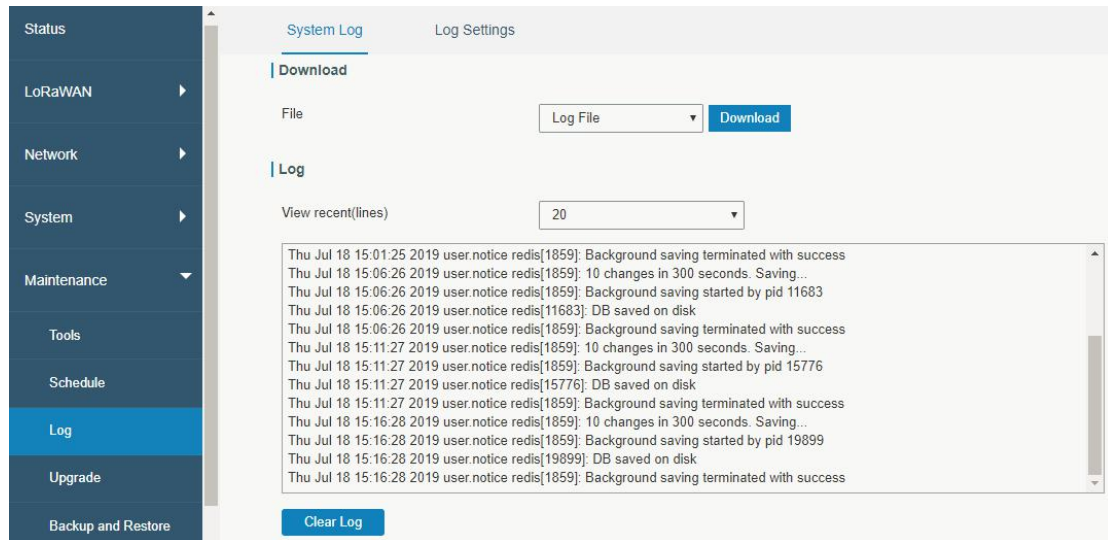 Status
LoRaWAN
Network
System
Maintenance
Tools
Schedule
Log
Upgrade
Backup and Restore
System Log Log Settings
Download
File Log File Download
Log
View recent(lines) 20
Thu Jul 18 15:01:25 2019 user.notice redis[1859]: Background saving terminated with success
Thu Jul 18 15:06:26 2019 user.notice redis[1859]: 10 changes in 300 seconds. Saving...
Thu Jul 18 15:06:26 2019 user.notice redis[1859]: Background saving started by pid 11683
Thu Jul 18 15:06:26 2019 user.notice redis[11683]: DB saved on disk
Thu Jul 18 15:06:26 2019 user.notice redis[1859]: Background saving terminated with success
Thu Jul 18 15:11:27 2019 user.notice redis[1859]: 10 changes in 300 seconds. Saving...
Thu Jul 18 15:11:27 2019 user.notice redis[1859]: Background saving started by pid 15776
Thu Jul 18 15:11:27 2019 user.notice redis[15776]: DB saved on disk
Thu Jul 18 15:11:27 2019 user.notice redis[1859]: Background saving terminated with success
Thu Jul 18 15:16:28 2019 user.notice redis[1859]: 10 changes in 300 seconds. Saving...
Thu Jul 18 15:16:28 2019 user.notice redis[1859]: Background saving started by pid 19899
Thu Jul 18 15:16:28 2019 user.notice redis[19899]: DB saved on disk
Thu Jul 18 15:16:28 2019 user.notice redis[1859]: Background saving terminated with success
Clear Log